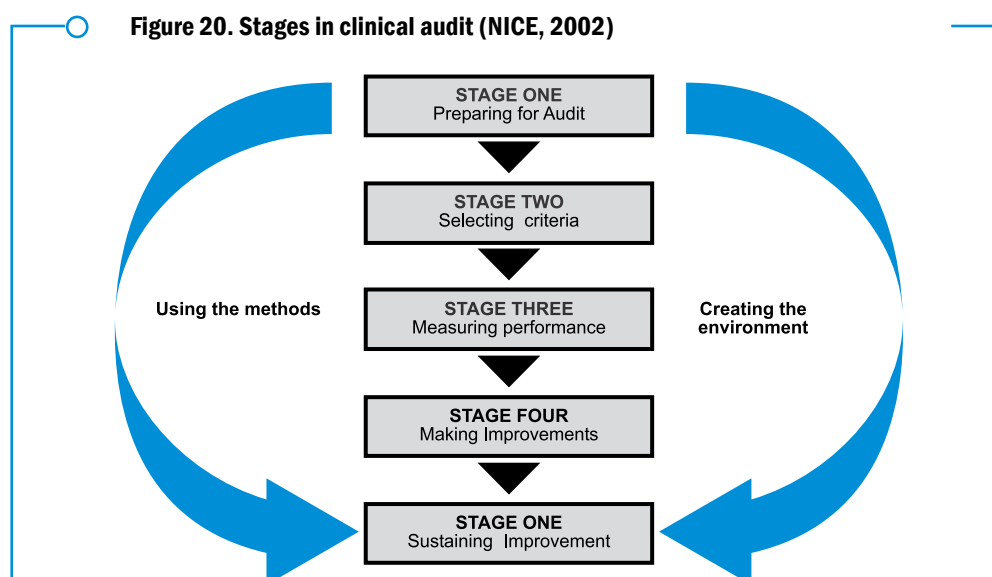 Figure 20. Stages in clinical audit (NICE, 2002)
STAGE ONE
Preparing for Audit
STAGE TWO
Selecting criteria
Using the methods
STAGE THREE
Measuring performance
Creating the
environment
STAGE FOUR
Making Improvements
STAGE ONE
Sustaining Improvement